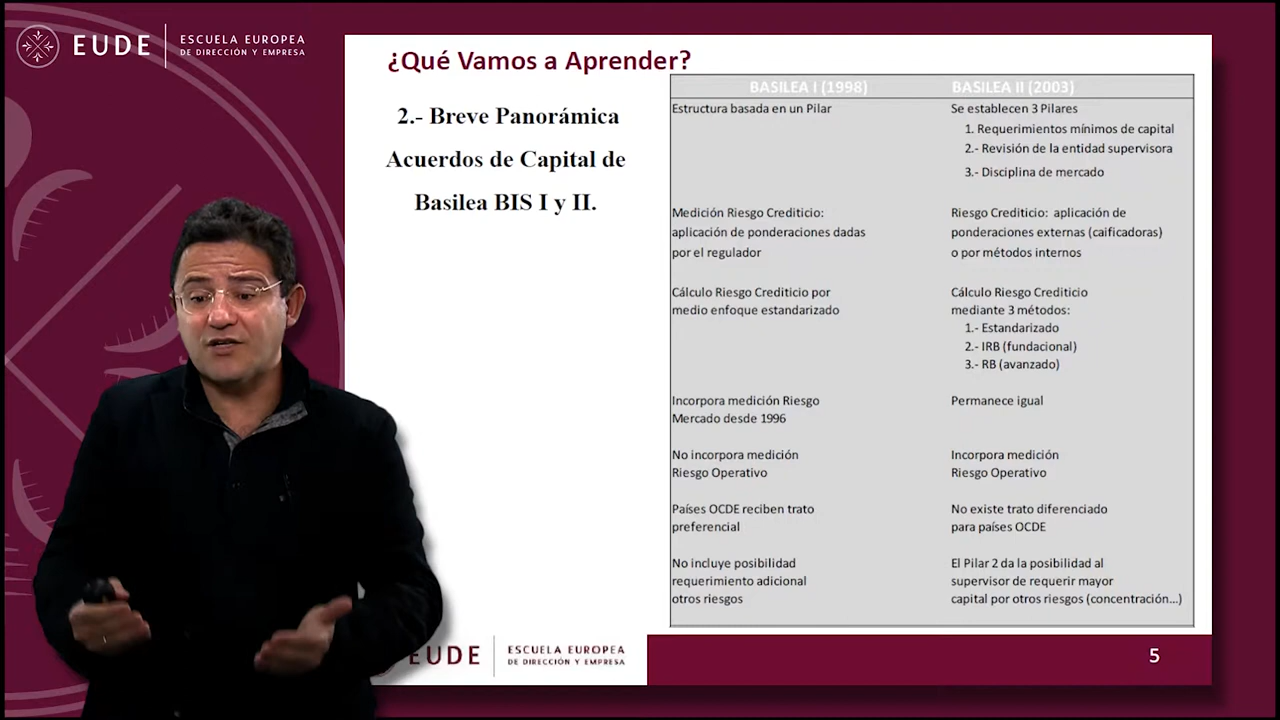 EUDE
ESCUELA EUROPEA
DE DIRECCIÓN Y EMPRESA
¿Qué Vamos a Aprender?
2.- Breve Panorámica
Acuerdos de Capital de
Basilea BIS I y II.
BASILEA I (1998)
BASILEA II (2003)
Estructura basada en un Pilar
Se establecen 3 Pilares
1. Requerimientos mínimos de capital
2.- Revisión de la entidad supervisora
3.- Disciplina de mercado
Medición Riesgo Crediticio:
aplicación de ponderaciones dadas
por el regulador
Riesgo Crediticio: aplicación de
ponderaciones externas (caificadoras)
o por métodos internos
Cálculo Riesgo Crediticio por
medio enfoque estandarizado
Cálculo Riesgo Crediticio
mediante 3 métodos:
1.- Estandarizado
2.- IRB (fundacional)
3.- RB (avanzado)
Incorpora medición Riesgo
Mercado desde 1996
Permanece igual
No incorpora medición
Riesgo Operativo
Incorpora medición
Riesgo Operativo
Países OCDE reciben trato
preferencial
No existe trato diferenciado
para países OCDE
No incluye posibilidad
requerimiento adicional
otros riesgos
El Pilar 2 da la posibilidad al
supervisor de requerir mayor
capital por otros riesgos (concentración...)
EUDE
ESCUELA EUROPEA
DE DIRECCIÓN Y EMPRESA
5